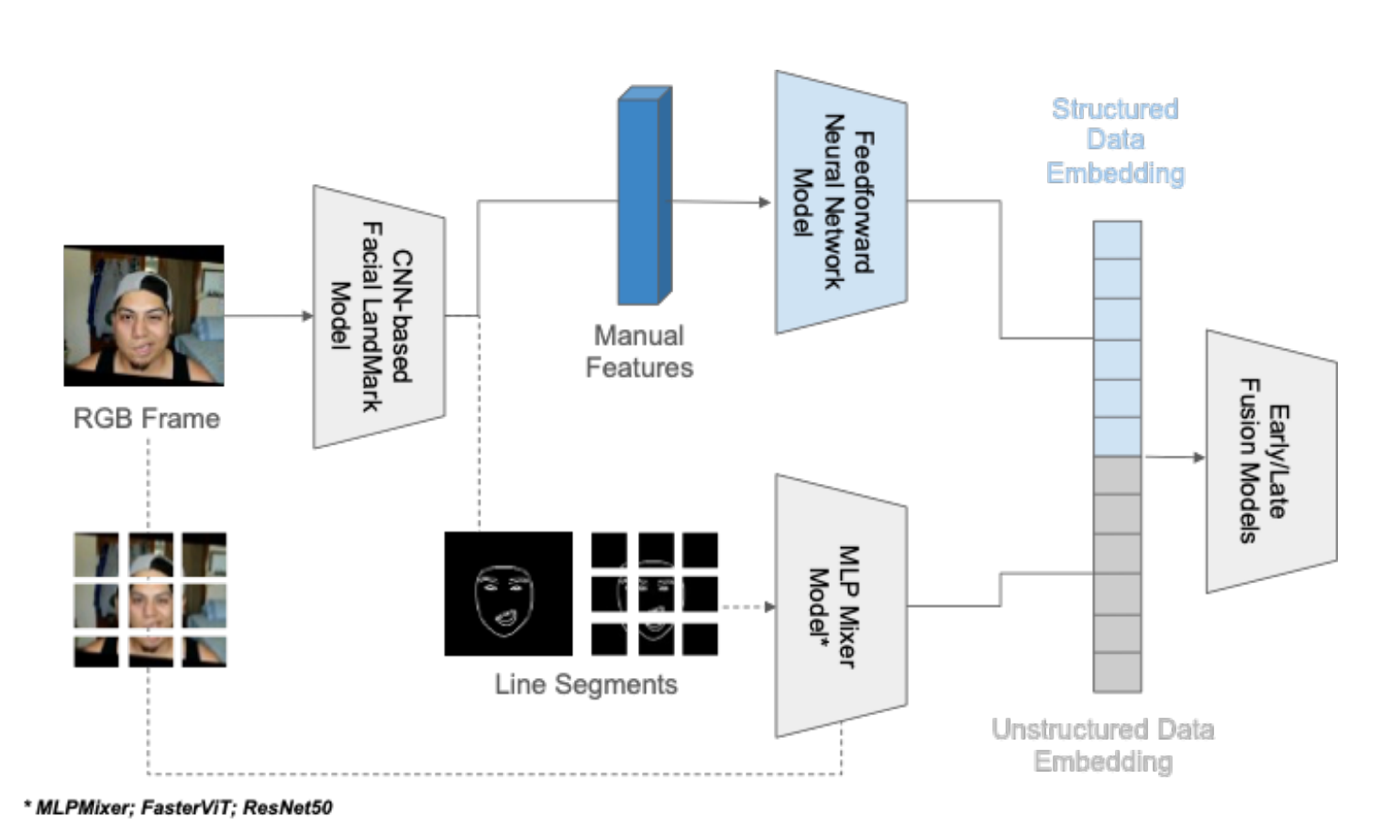 Structured
Data
Embedding
Feedforward
Neural Network
Model
CNN-based
Facial LandMark
Model
Manual
Features
RGB Frame
Early/Late
Fusion Models
MLP Mixer
Model*
Line Segments
Unstructured Data
Embedding
* MLPMixer; FasterViT; ResNet50